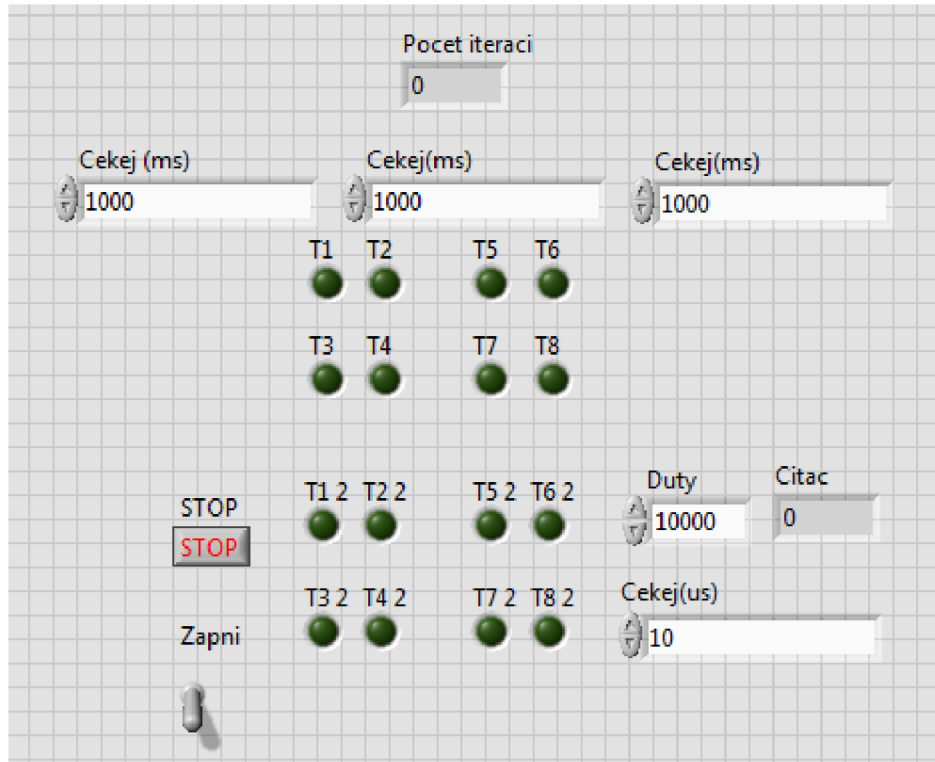 Pocet iteraci
0
Cekej (ms) Cekej(ms) Cekej(ms)
1000 1000 1000
T1 T2 T5 T6
T3 T4 T7 T8
T1 2 T2 2 T5 2 T6 2 Duty Citac
STOP
10000 0
STOP
T3 2 T4 2 T7 2 T8 2 Cekej(us)
Zapni 10